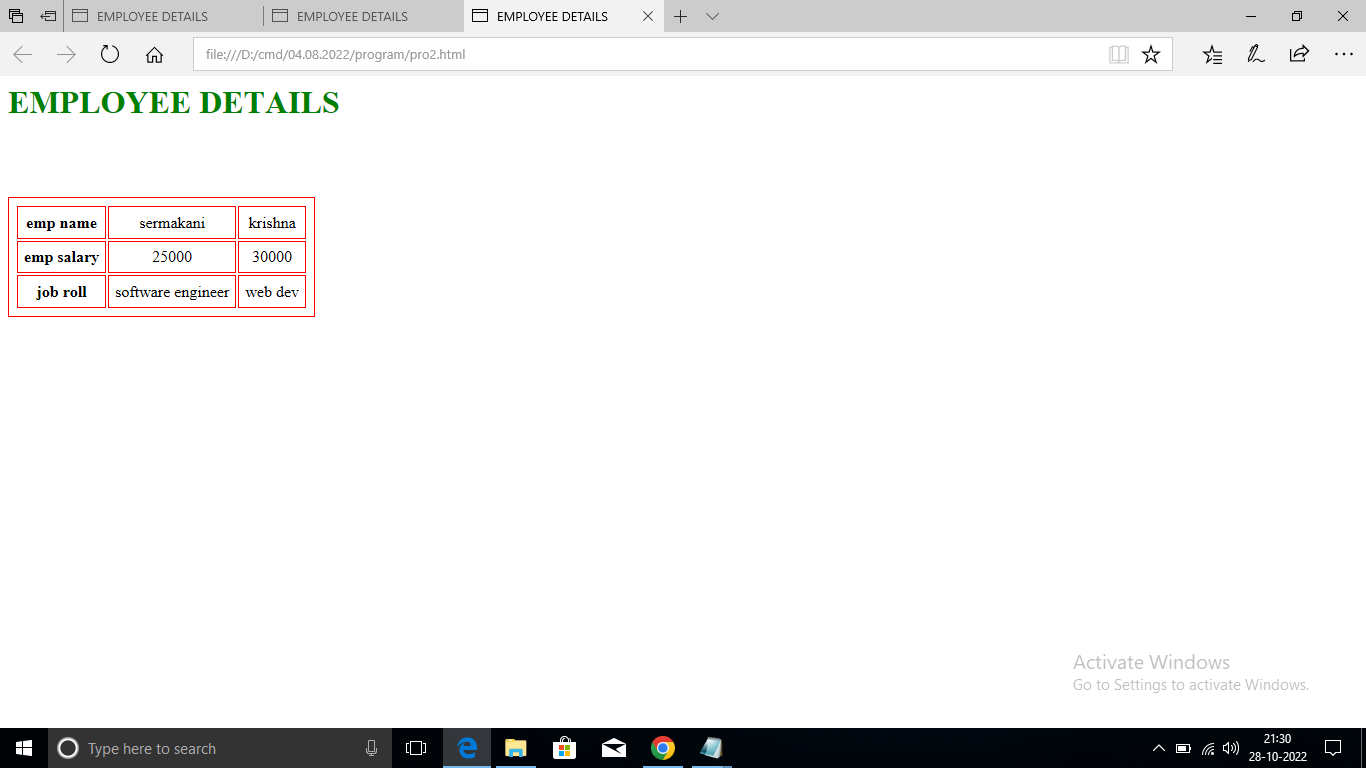 EMPLOYEE DETAILS
EMPLOYEE DETAILS
EMPLOYEE DETAILS
file:///D:/cmd/04.08.2022/program/pro2.html
EMPLOYEE DETAILS
emp name sermakani krishna
emp salary 25000 30000
job roll software engineer web dev
Activate Windows
Go to Settings to activate Windows.
Type here to search
21:30
28-10-2022